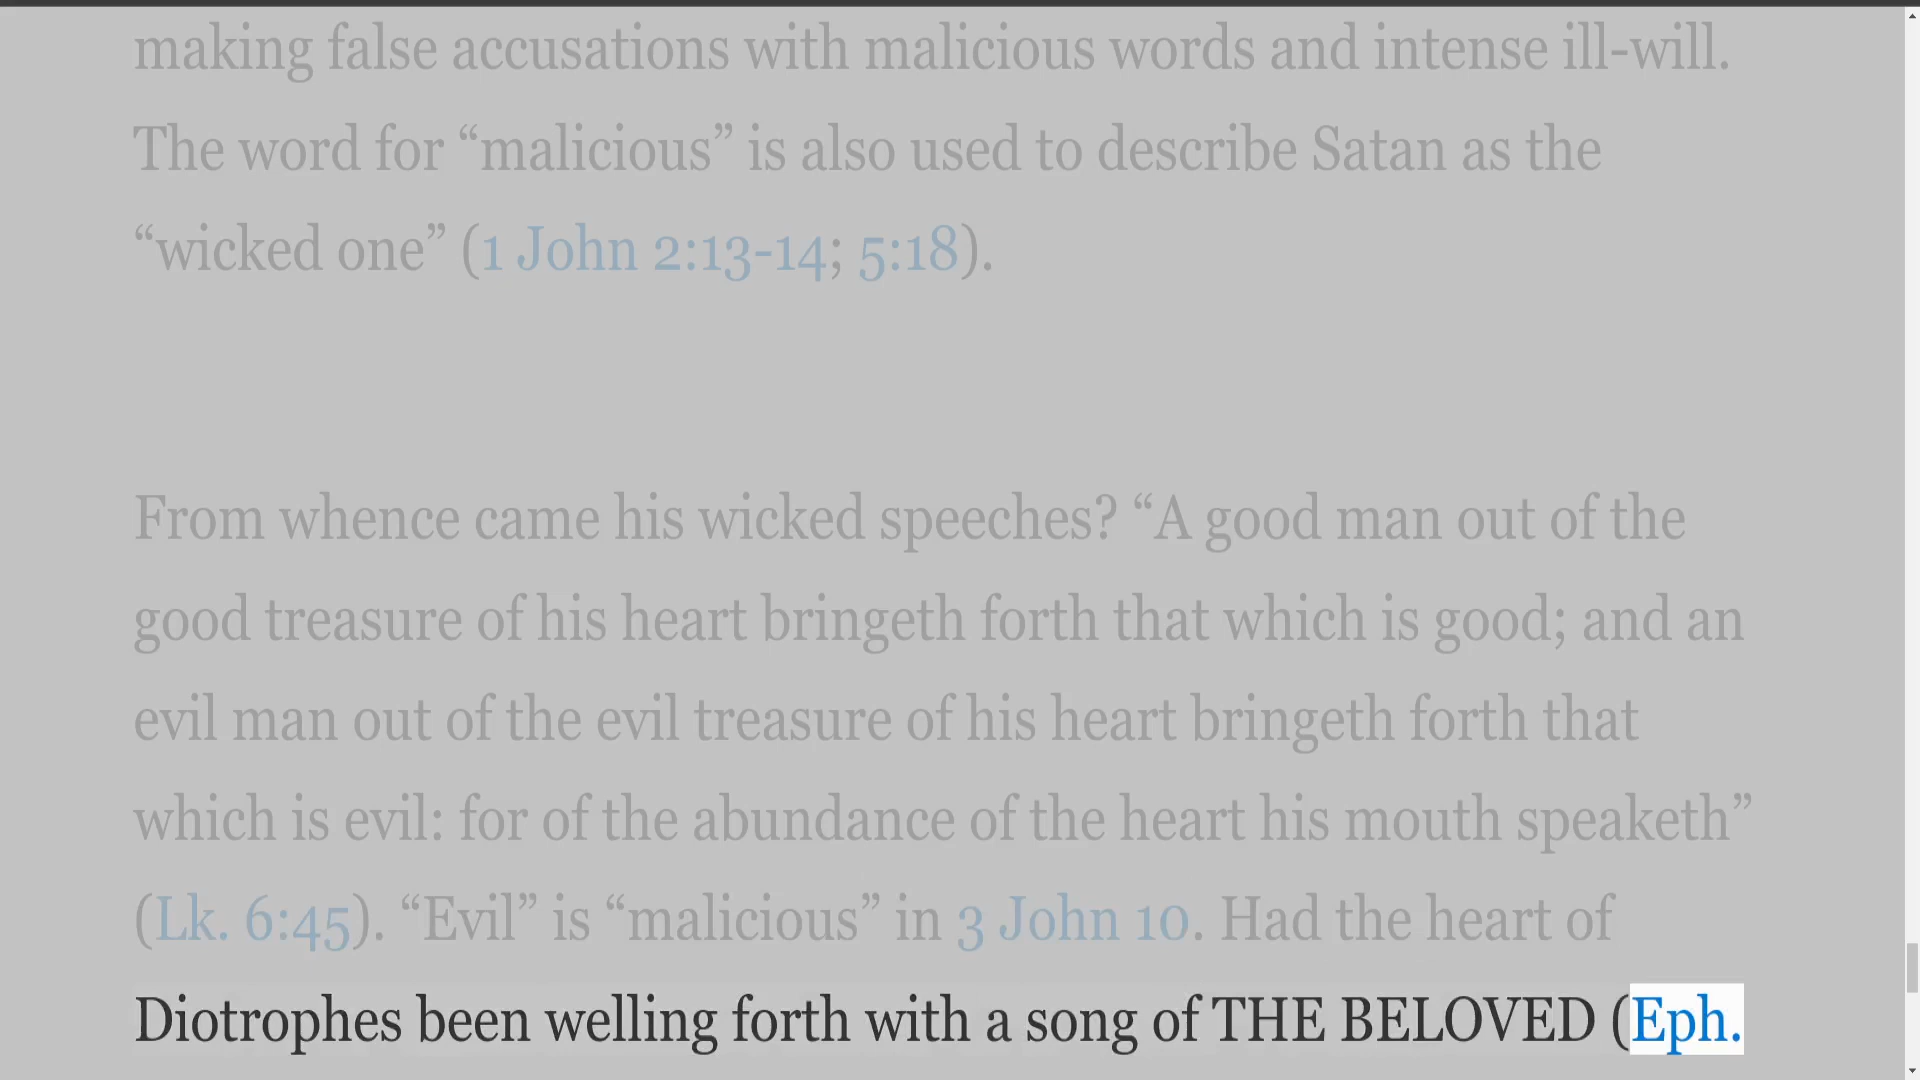 making false accusations with malicious words and intense ill-will.
The word for “malicious” is also used to describe Satan as the
“wicked one” (1 John 2:13-14; 5:18).
From whence came his wicked speeches? “A good man out of the
good treasure of his heart bringeth forth that which is good; and an
evil man out of the evil treasure of his heart bringeth forth that
which is evil: for of the abundance of the heart his mouth speaketh”
(Lk. 6:45). “Evil” is “malicious” in 3 John 10. Had the heart of
Diotrophes been welling forth with a song of THE BELOVED (Eph.